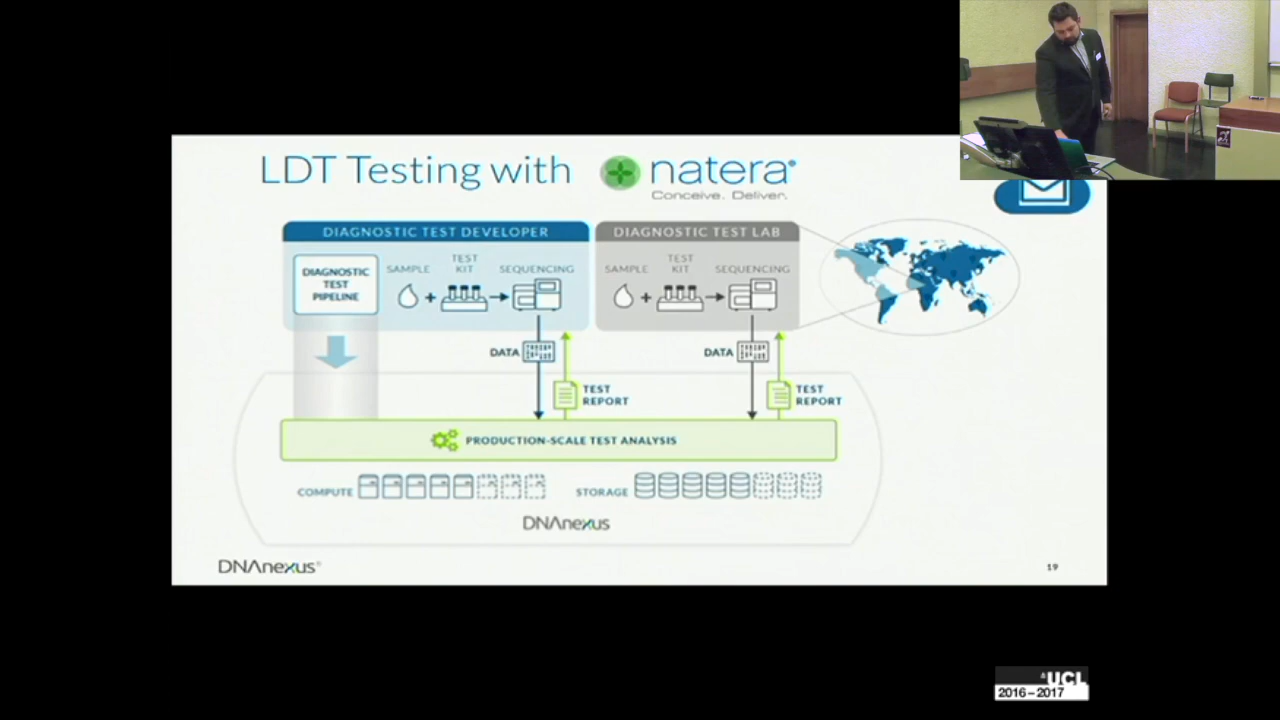 LDT Testing with natera®
Conceive. Deliver.
DIAGNOSTIC TEST DEVELOPER
DIAGNOSTIC TEST LAB
DIAGNOSTIC
TEST
PIPELINE
SAMPLE
TEST
KIT
SEQUENCING
SAMPLE
TEST
KIT
SEQUENCING
DATA
DATA
TEST
REPORT
TEST
REPORT
PRODUCTION-SCALE TEST ANALYSIS
COMPUTE
STORAGE
DNAnexus
DNAnexus®
19
UCL
2016-2017